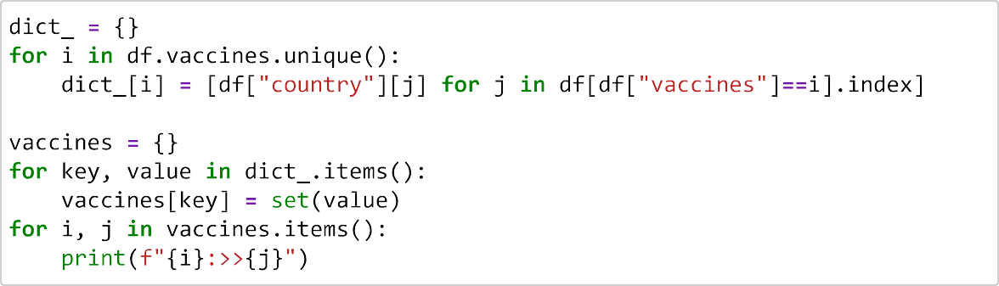 dict_ = {}
for i in df.vaccines.unique():
    dict_[i] = [df["country"][j] for j in df[df["vaccines"]==i].index]

vaccines = {}
for key, value in dict_.items():
    vaccines[key] = set(value)
for i, j in vaccines.items():
    print(f"{i}:>>{j}")